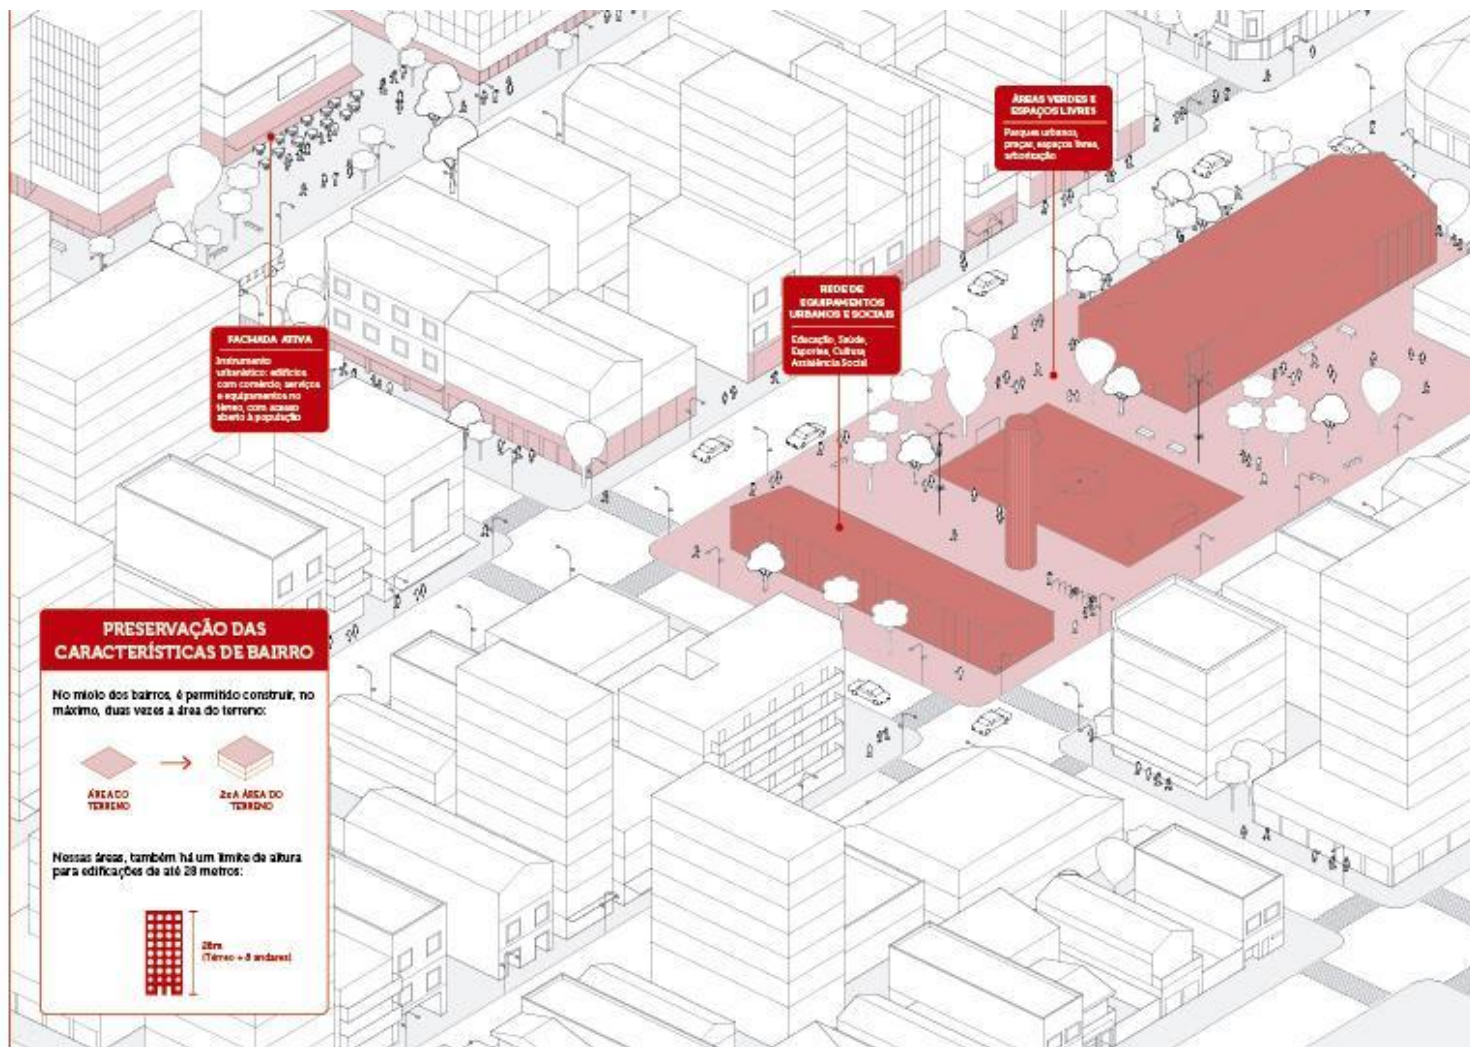 ÁREAS VERDES E
ESPAÇOS LIVRES
Parques urbanos,
praças, espaços livres,
arborização
REDE DE
EQUIPAMENTOS
URBANOS E SOCIAIS
Educação, Saúde,
Esportes, Cultura,
Assistência Social
FACHADA ATIVA
Instrumento
urbanístico: edifícios
com comércio, serviços
e equipamentos no
térreo, com acesso
aberto à população
PRESERVAÇÃO DAS
CARACTERÍSTICAS DE BAIRRO
No miolo dos bairros, é permitido construir, no
máximo, duas vezes a área do terreno:
ÁREA DO
TERRENO
2x A ÁREA DO
TERRENO
Nessas áreas, também há um limite de altura
para edificações de até 28 metros:
28m
(Térreo + 8 andares)